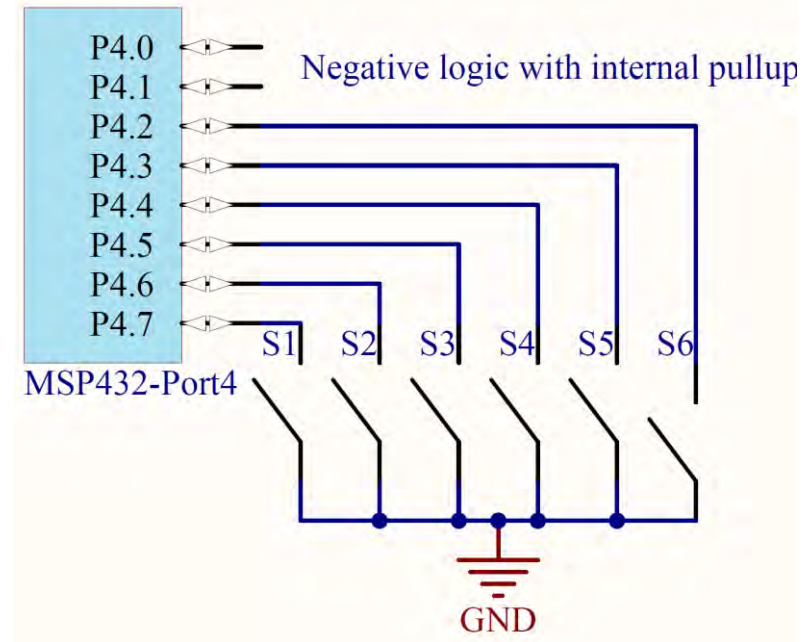 P4.0
Negative logic with internal pullup
P4.1
P4.2
P4.3
P4.4
P4.5
P4.6
P4.7
S1 S2 S3 S4 S5 S6
MSP432-Port4
GND